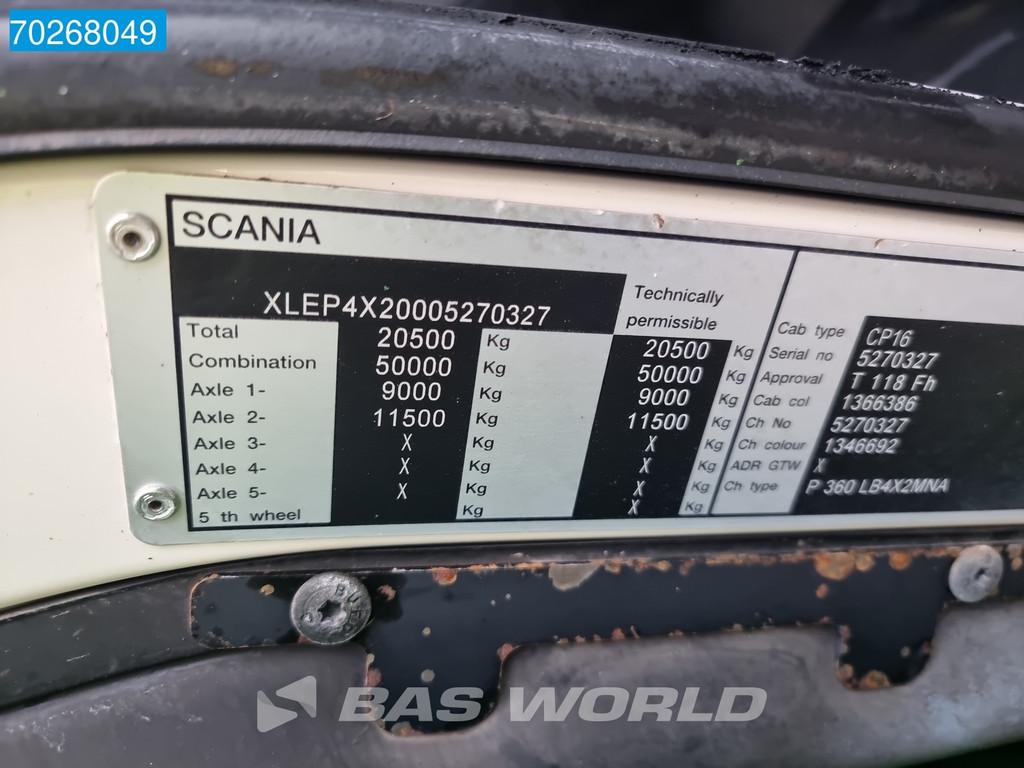 70268049
SCANIA
XLEP4X20005270327
Technically
permissible
Total 20500 Kg 20500 Kg
Combination 50000 Kg 50000 Kg
Axle 1- 9000 Kg 9000 Kg
Axle 2- 11500 Kg 11500 Kg
Axle 3- X Kg X Kg
Axle 4- X Kg X Kg
Axle 5- X Kg X Kg
5 th wheel Kg X Kg
Cab type CP16
Serial no 5270327
Approval T 118 Fh
Cab col 1366386
Ch No 5270327
Ch colour 1346692
ADR GTW X
Ch type P 360 LB4X2MNA
BAS WORLD